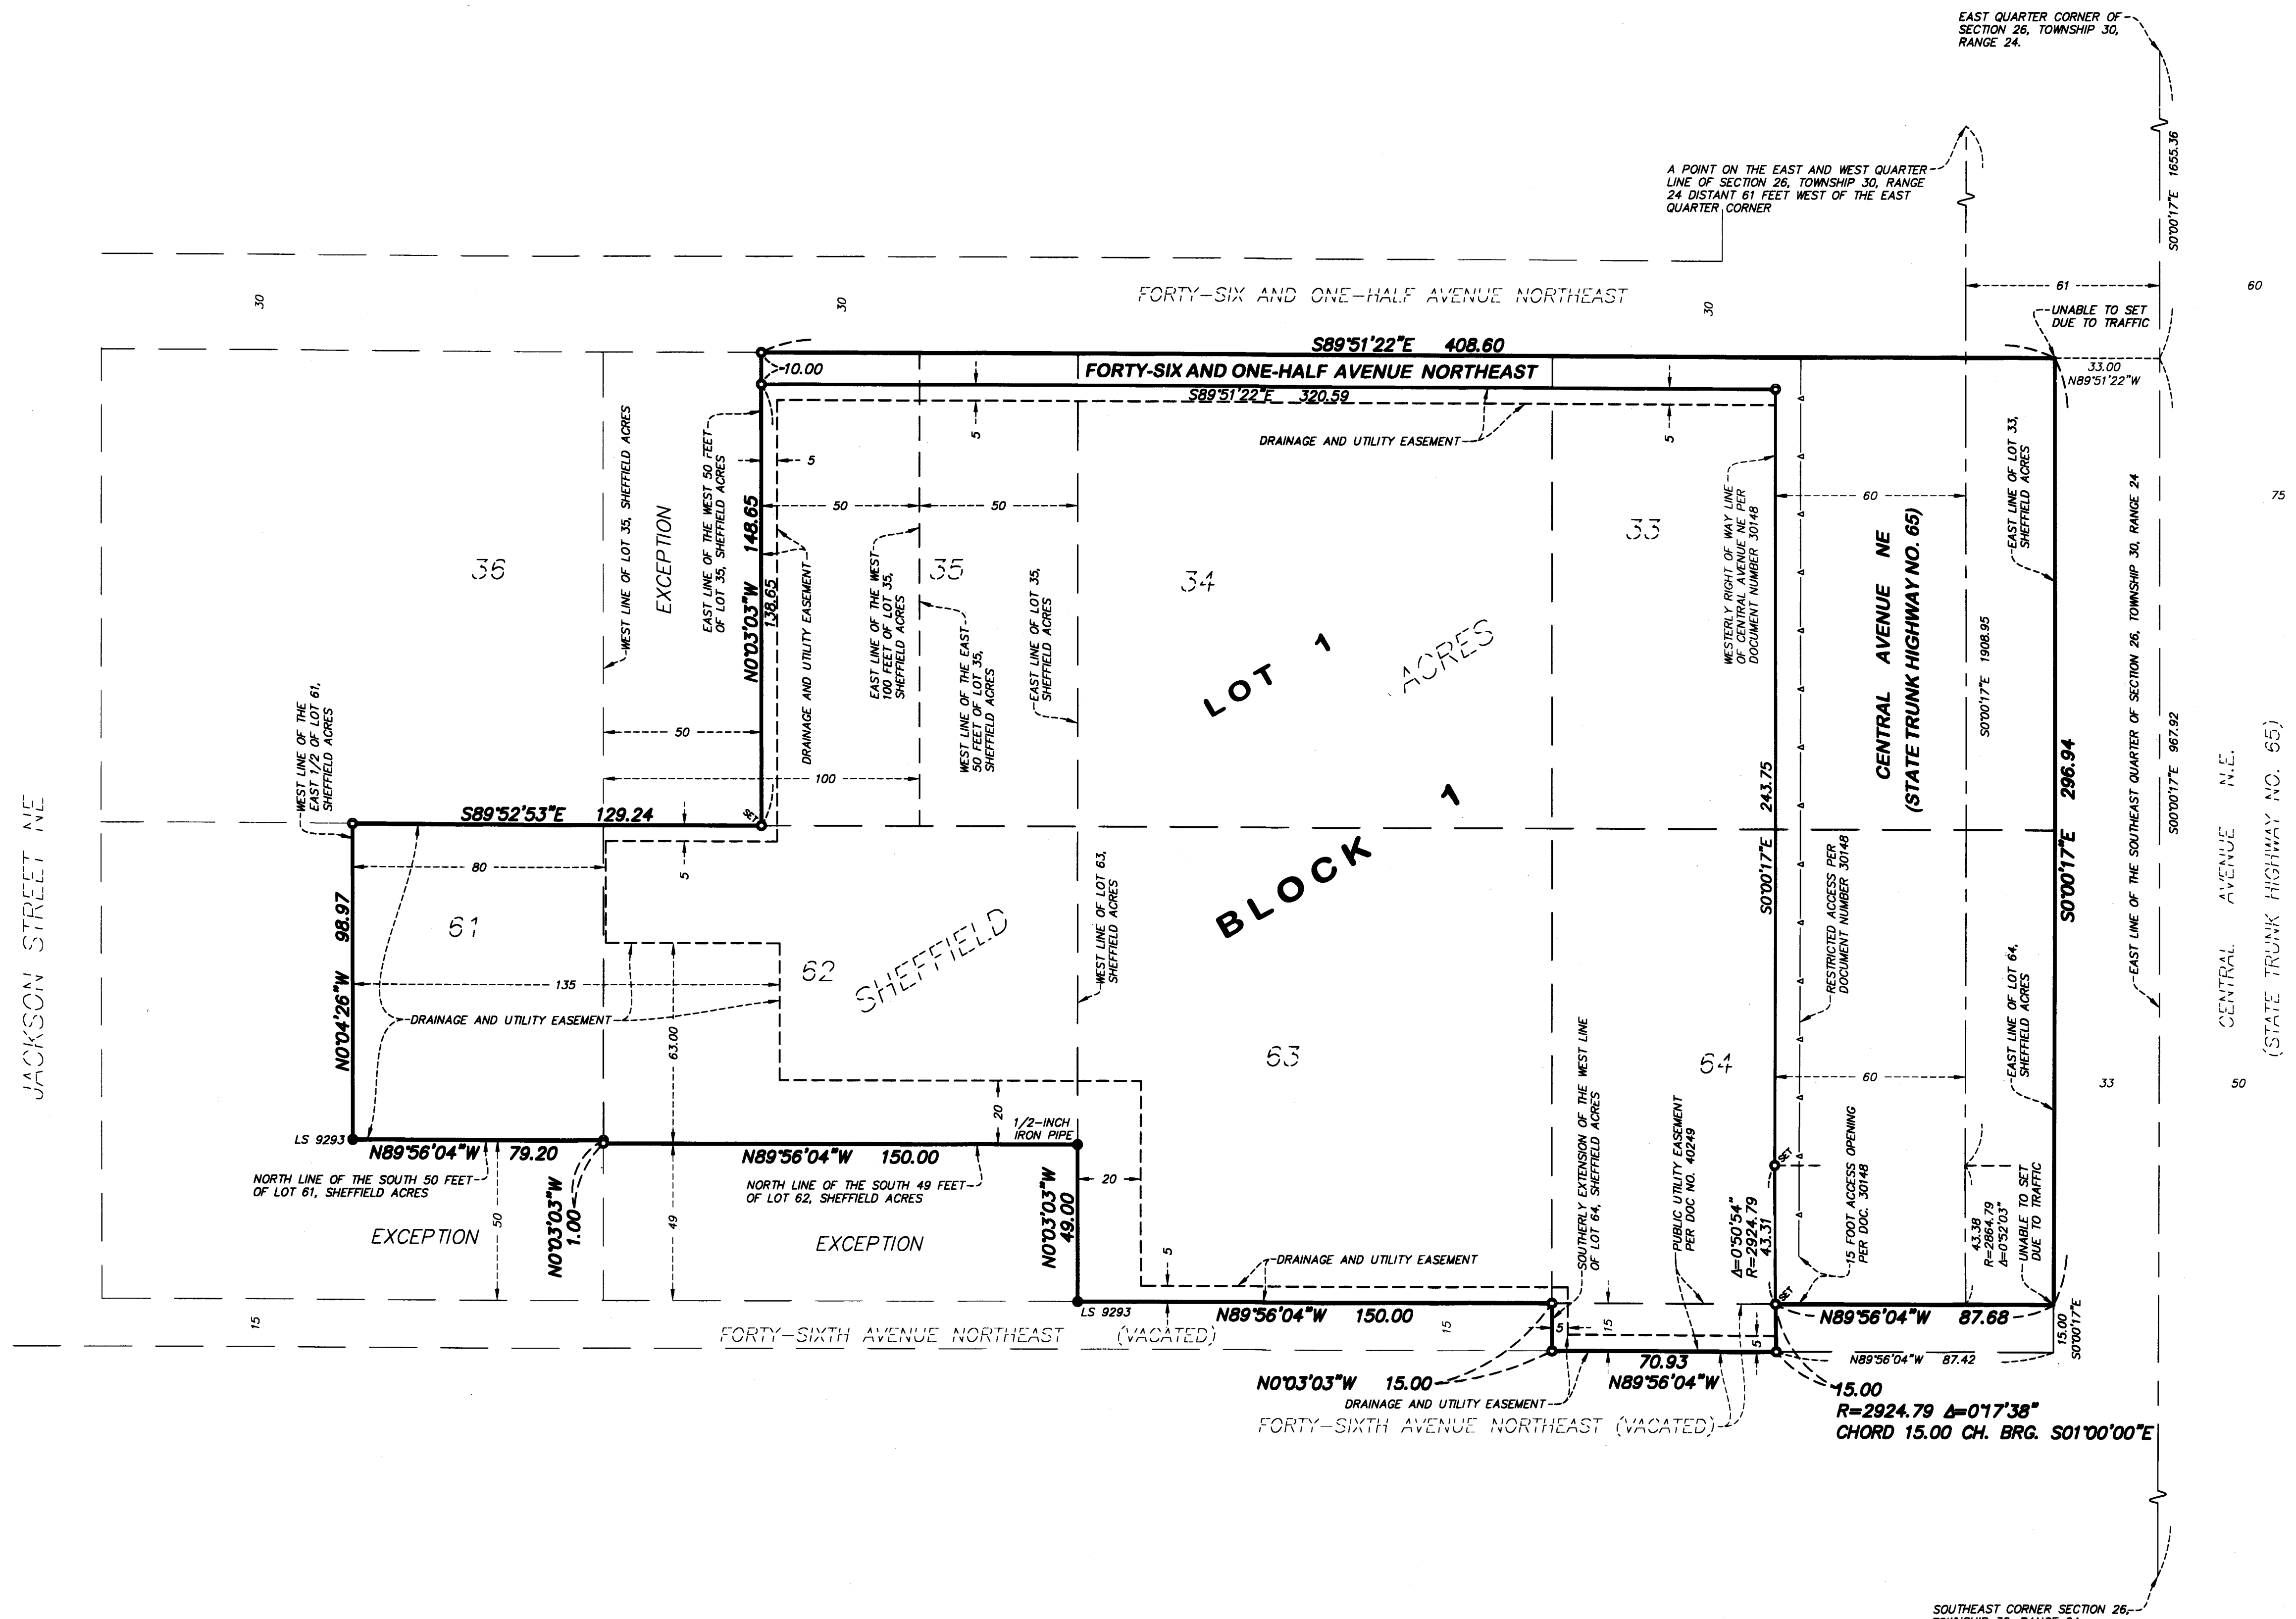 EAST QUARTER CORNER OF
SECTION 26, TOWNSHIP 30,
RANGE 24.
S0°00'17"E 1655.36
A POINT ON THE EAST AND WEST QUARTER
LINE OF SECTION 26, TOWNSHIP 30, RANGE
24 DISTANT 61 FEET WEST OF THE EAST
QUARTER CORNER
30
30
30
FORTY-SIX AND ONE-HALF AVENUE NORTHEAST
61
60
UNABLE TO SET
DUE TO TRAFFIC
S89°51'22"E 408.60
10.00
FORTY-SIX AND ONE-HALF AVENUE NORTHEAST
33.00
N89°51'22"W
S89°51'22"E 320.59
5
5
DRAINAGE AND UTILITY EASEMENT
WEST LINE OF LOT 35, SHEFFIELD ACRES
EXCEPTION
EAST LINE OF THE WEST 50 FEET
OF LOT 35, SHEFFIELD ACRES
5
N0°03'03"W 148.65
138.65
DRAINAGE AND UTILITY EASEMENT
50
50
EAST LINE OF THE WEST
100 FEET OF LOT 35,
SHEFFIELD ACRES
WEST LINE OF THE EAST
50 FEET OF LOT 35,
SHEFFIELD ACRES
EAST LINE OF LOT 35,
SHEFFIELD ACRES
36
35
34
33
WESTERLY RIGHT OF WAY LINE
OF CENTRAL AVENUE NE PER
DOCUMENT NUMBER 30148
60
CENTRAL AVENUE NE
(STATE TRUNK HIGHWAY NO. 65)
S0°00'17"E 1908.95
EAST LINE OF LOT 33,
SHEFFIELD ACRES
EAST LINE OF THE SOUTHEAST QUARTER OF SECTION 26, TOWNSHIP 30, RANGE 24
75
LOT 1
ACRES
50
100
WEST LINE OF THE
EAST 1/2 OF LOT 61,
SHEFFIELD ACRES
S89°52'53"E 129.24
SET
BLOCK 1
S0°00'17"E 243.75
S0°00'17"E 296.94
S0°00'17"E 967.92
JACKSON STREET NE
CENTRAL AVENUE N.E.
(STATE TRUNK HIGHWAY NO. 65)
80
5
N0°04'26"W 98.97
61
135
62
SHEFFIELD
WEST LINE OF LOT 63,
SHEFFIELD ACRES
RESTRICTED ACCESS PER
DOCUMENT NUMBER 30148
DRAINAGE AND UTILITY EASEMENT
63.00
63
64
60
EAST LINE OF LOT 64,
SHEFFIELD ACRES
33
50
20
1/2-INCH
IRON PIPE
LS 9293
N89°56'04"W 79.20
N89°56'04"W 150.00
NORTH LINE OF THE SOUTH 50 FEET
OF LOT 61, SHEFFIELD ACRES
NORTH LINE OF THE SOUTH 49 FEET
OF LOT 62, SHEFFIELD ACRES
N0°03'03"W
1.00
50
49
EXCEPTION
EXCEPTION
N0°03'03"W
49.00
20
SOUTHERLY EXTENSION OF THE WEST LINE
OF LOT 64, SHEFFIELD ACRES
PUBLIC UTILITY EASEMENT
PER DOC NO. 40249
Δ=0°50'54"
R=2924.79
43.31
SET
15 FOOT ACCESS OPENING
PER DOC. 30148
43.38
R=2864.79
Δ=0°52'03"
UNABLE TO SET
DUE TO TRAFFIC
5
DRAINAGE AND UTILITY EASEMENT
SET
LS 9293
N89°56'04"W 150.00
N89°56'04"W 87.68
15
FORTY-SIXTH AVENUE NORTHEAST (VACATED)
15
5
15
5
15.00
S0°00'17"E
70.93
N89°56'04"W
N89°56'04"W 87.42
N0°03'03"W 15.00
DRAINAGE AND UTILITY EASEMENT
FORTY-SIXTH AVENUE NORTHEAST (VACATED)
15.00
R=2924.79 Δ=0°17'38"
CHORD 15.00 CH. BRG. S01°00'00"E
SOUTHEAST CORNER SECTION 26,